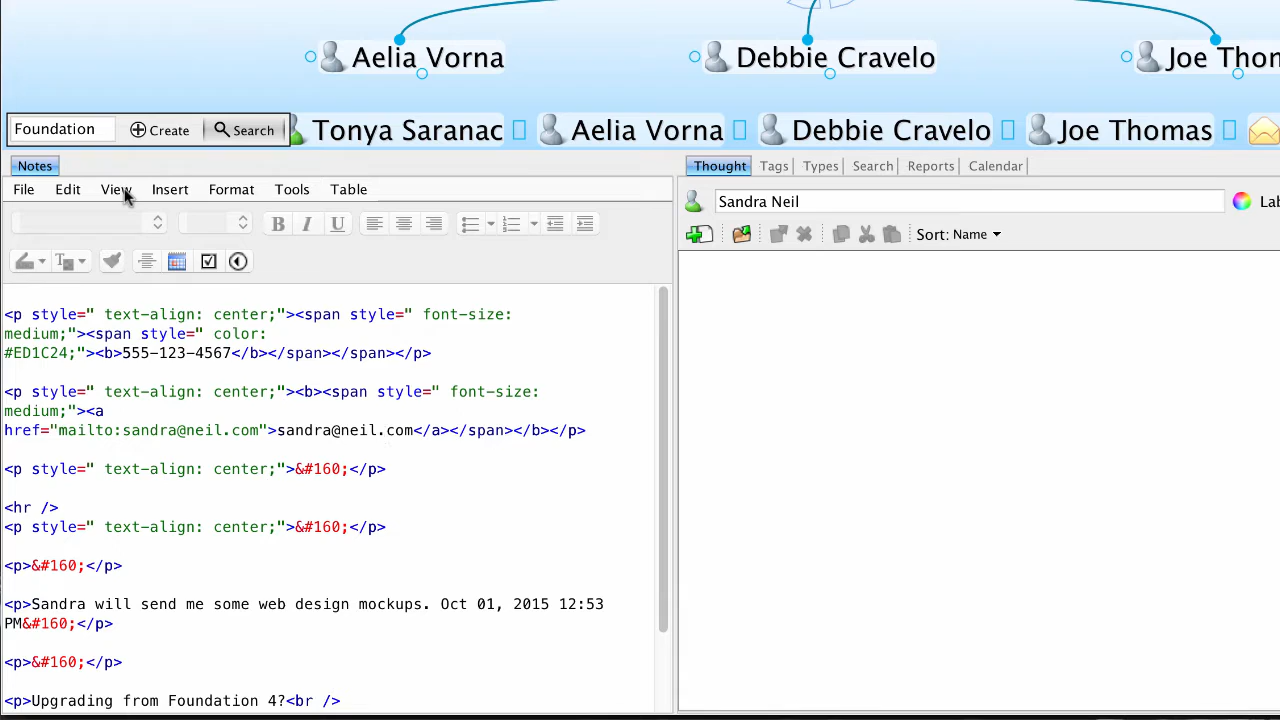 Aelia Vorna
Debbie Cravelo
Joe Thom
Foundation
Create
Search
Tonya Saranac
Aelia Vorna
Debbie Cravelo
Joe Thomas
Notes
File Edit View Insert Format Tools Table
B I U
<p style=" text-align: center;"><span style=" font-size:
medium;"><span style=" color:
#ED1C24;"><b>555-123-4567</b></span></span></p>
<p style=" text-align: center;"><b><span style=" font-size:
medium;"><a
href="mailto:sandra@neil.com">sandra@neil.com</a></span></b></p>
<p style=" text-align: center;">&#160;</p>
<hr />
<p style=" text-align: center;">&#160;</p>
<p>&#160;</p>
<p>Sandra will send me some web design mockups. Oct 01, 2015 12:53
PM&#160;</p>
<p>&#160;</p>
<p>Upgrading from Foundation 4?<br />
Thought Tags Types Search Reports Calendar
Sandra Neil
Lab
Sort: Name